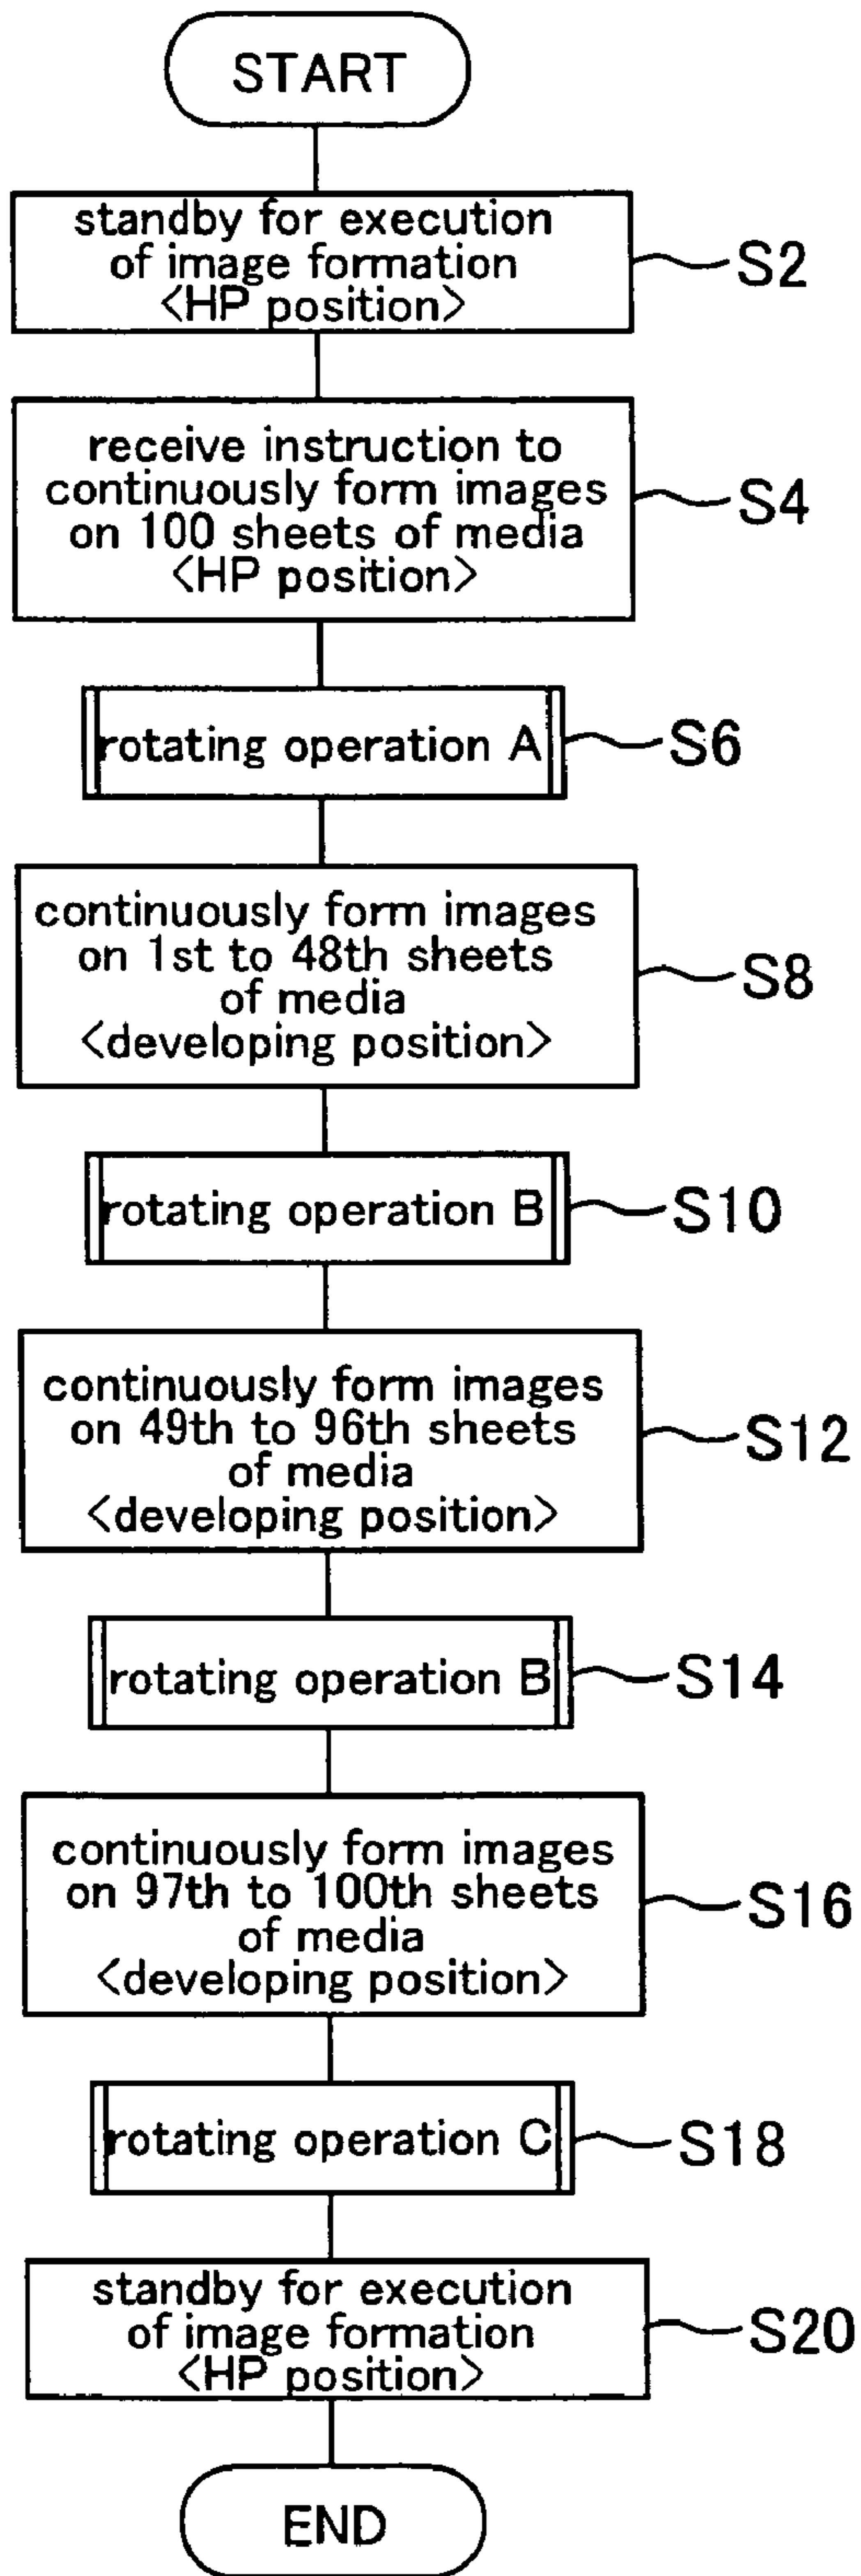 START
standby for execution
of image formation
<HP position>
S2
receive instruction to
continuously form images
on 100 sheets of media
<HP position>
S4
rotating operation A
S6
continuously form images
on 1st to 48th sheets
of media
<developing position>
S8
rotating operation B
S10
continuously form images
on 49th to 96th sheets
of media
<developing position>
S12
rotating operation B
S14
continuously form images
on 97th to 100th sheets
of media
<developing position>
S16
rotating operation C
S18
standby for execution
of image formation
<HP position>
S20
END